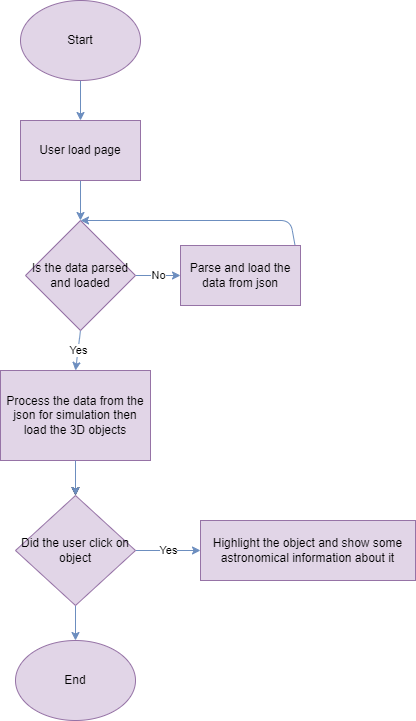 Start
User load page
Is the data parsed
and loaded
No
Parse and load the
data from json
Yes
Process the data from the
json for simulation then
load the 3D objects
Did the user click on
object
Yes
Highlight the object and show some
astronomical information about it
End